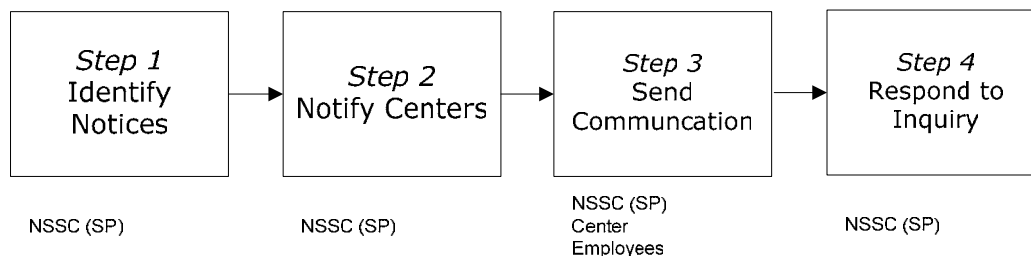 Step 1
Identify
Notices
Step 2
Notify Centers
Step 3
Send
Communcation
Step 4
Respond to
Inquiry
NSSC (SP)
NSSC (SP)
NSSC (SP)
Center
Employees
NSSC (SP)